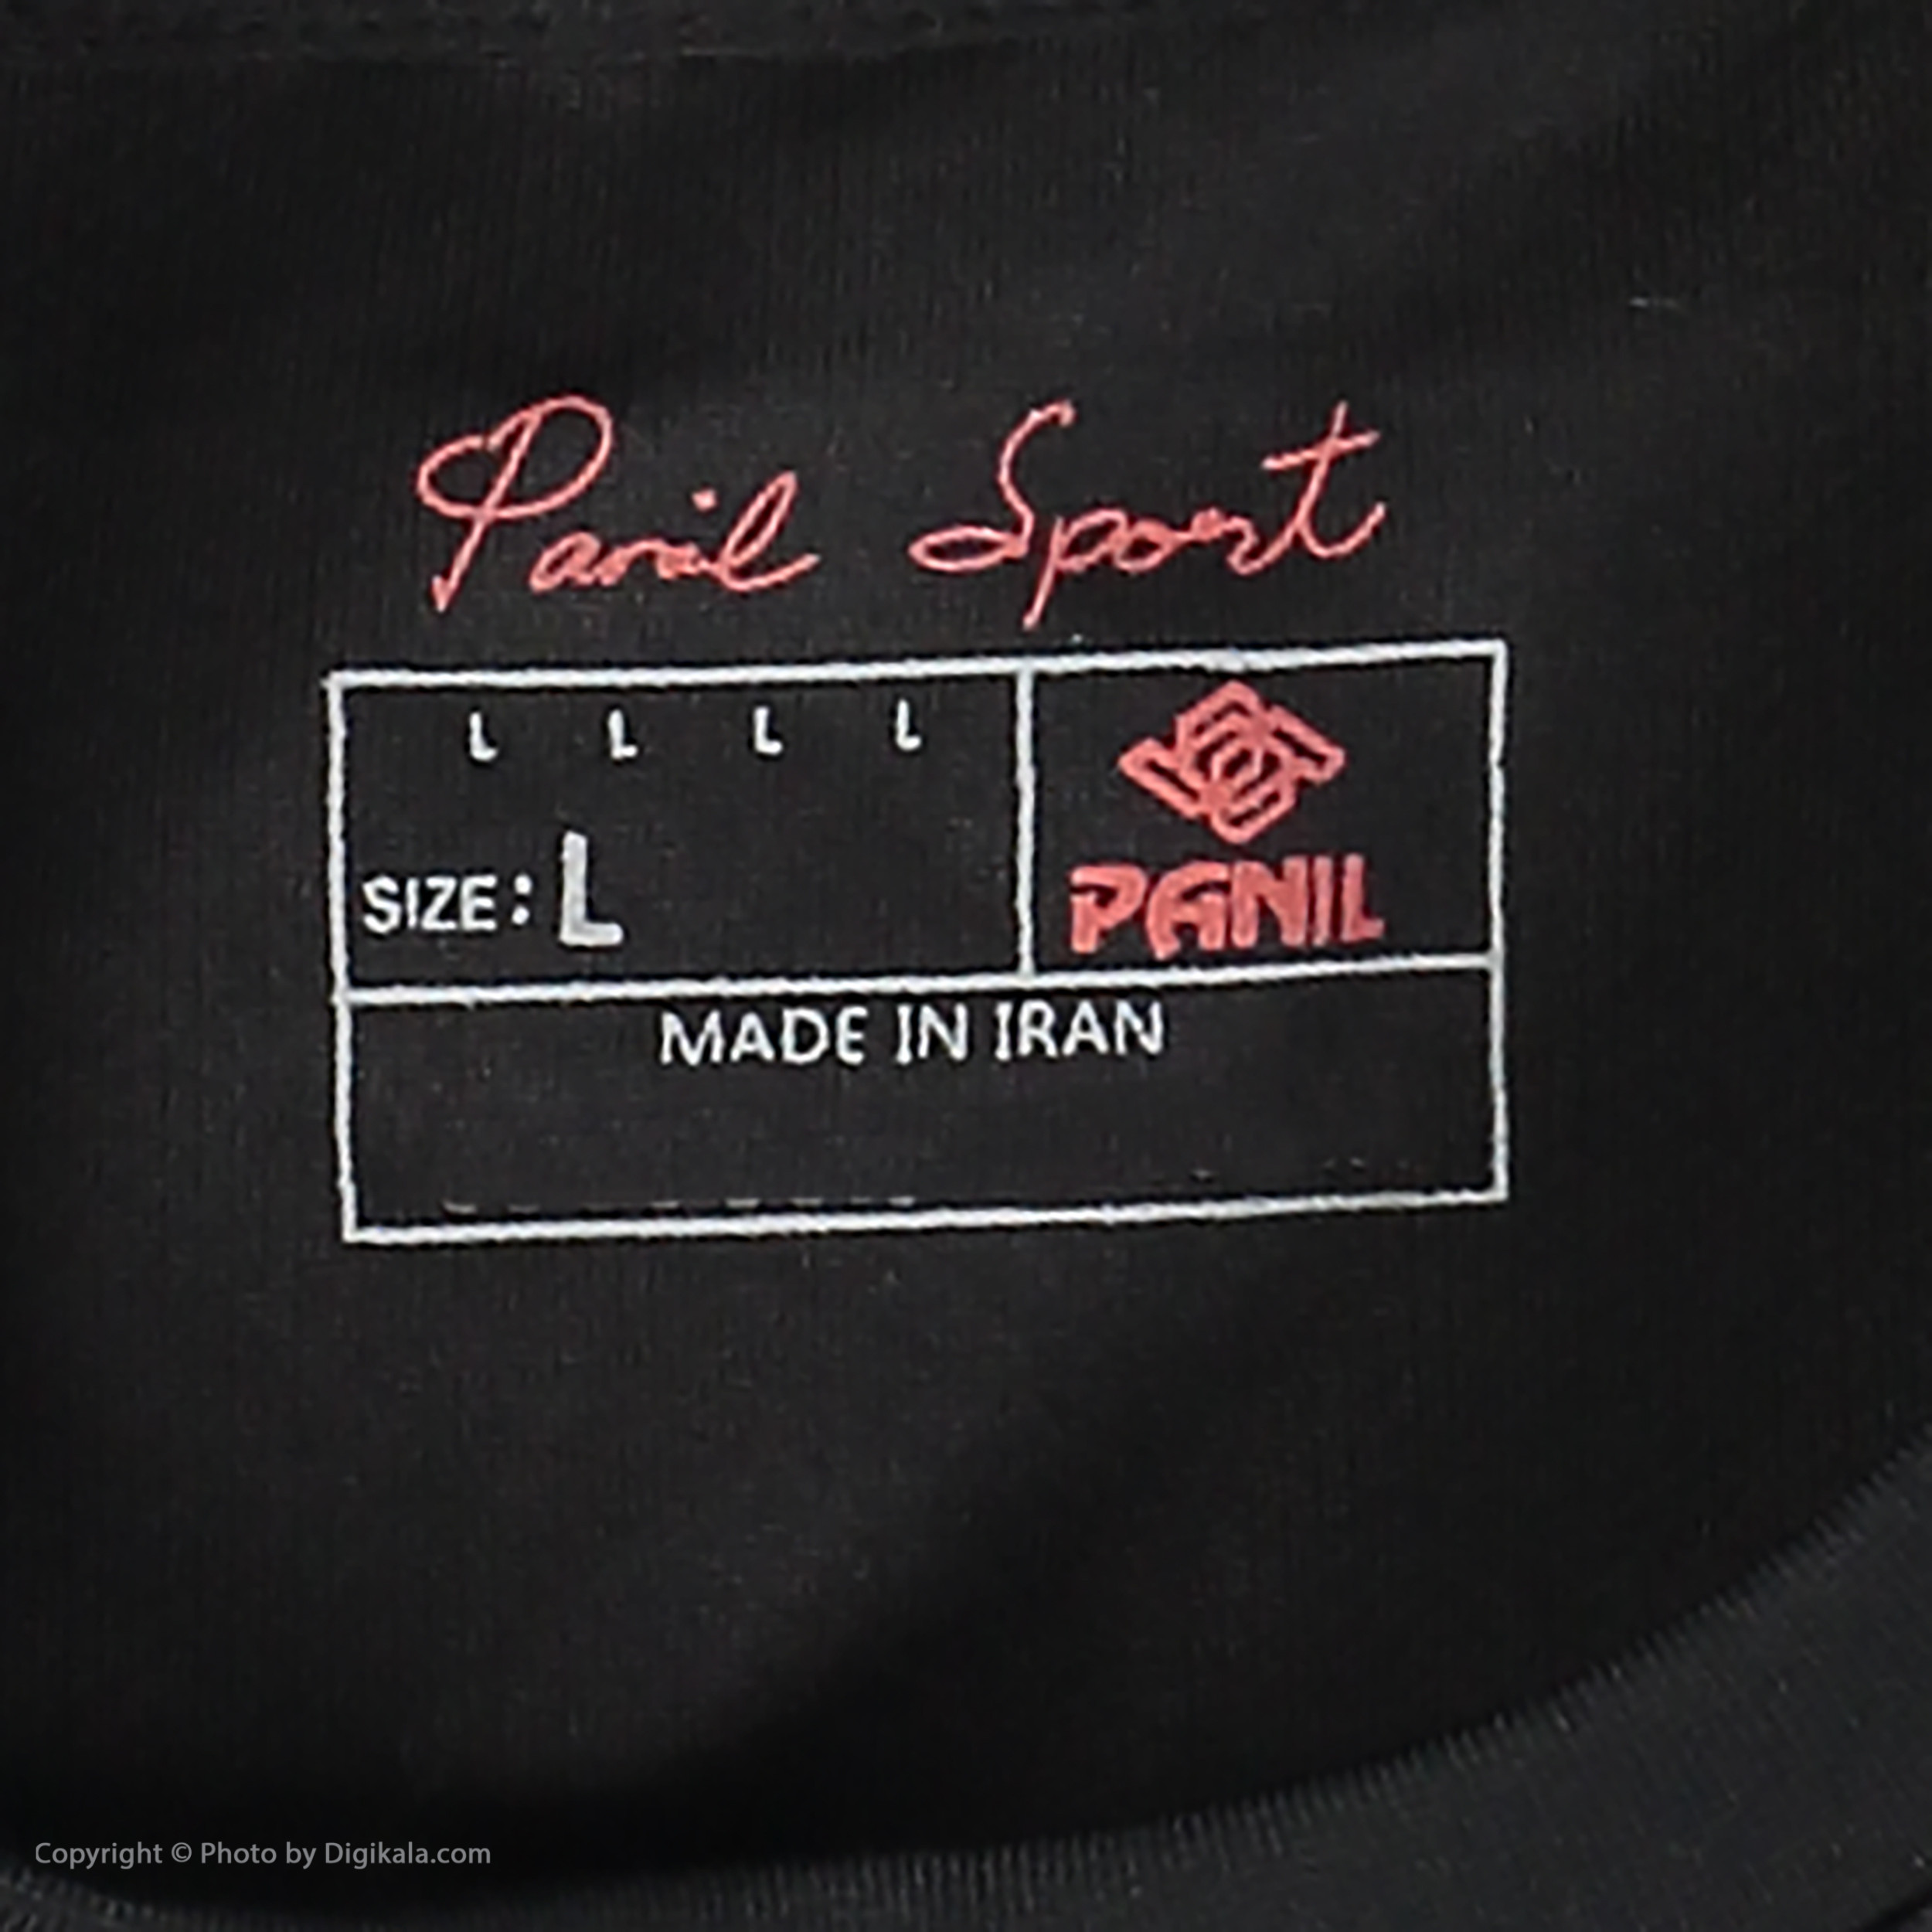 Panil Sport
L L L L
SIZE: L
PANIL
MADE IN IRAN
Copyright © Photo by Digikala.com